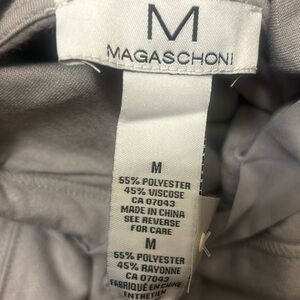 M
MAGASCHONI
M
55% POLYESTER
45% VISCOSE
CA 07043
MADE IN CHINA
SEE REVERSE
FOR CARE
M
55% POLYESTER
45% RAYONNE
CA 07043
FABRIQUÉ EN CHINE
ENTRETIEN